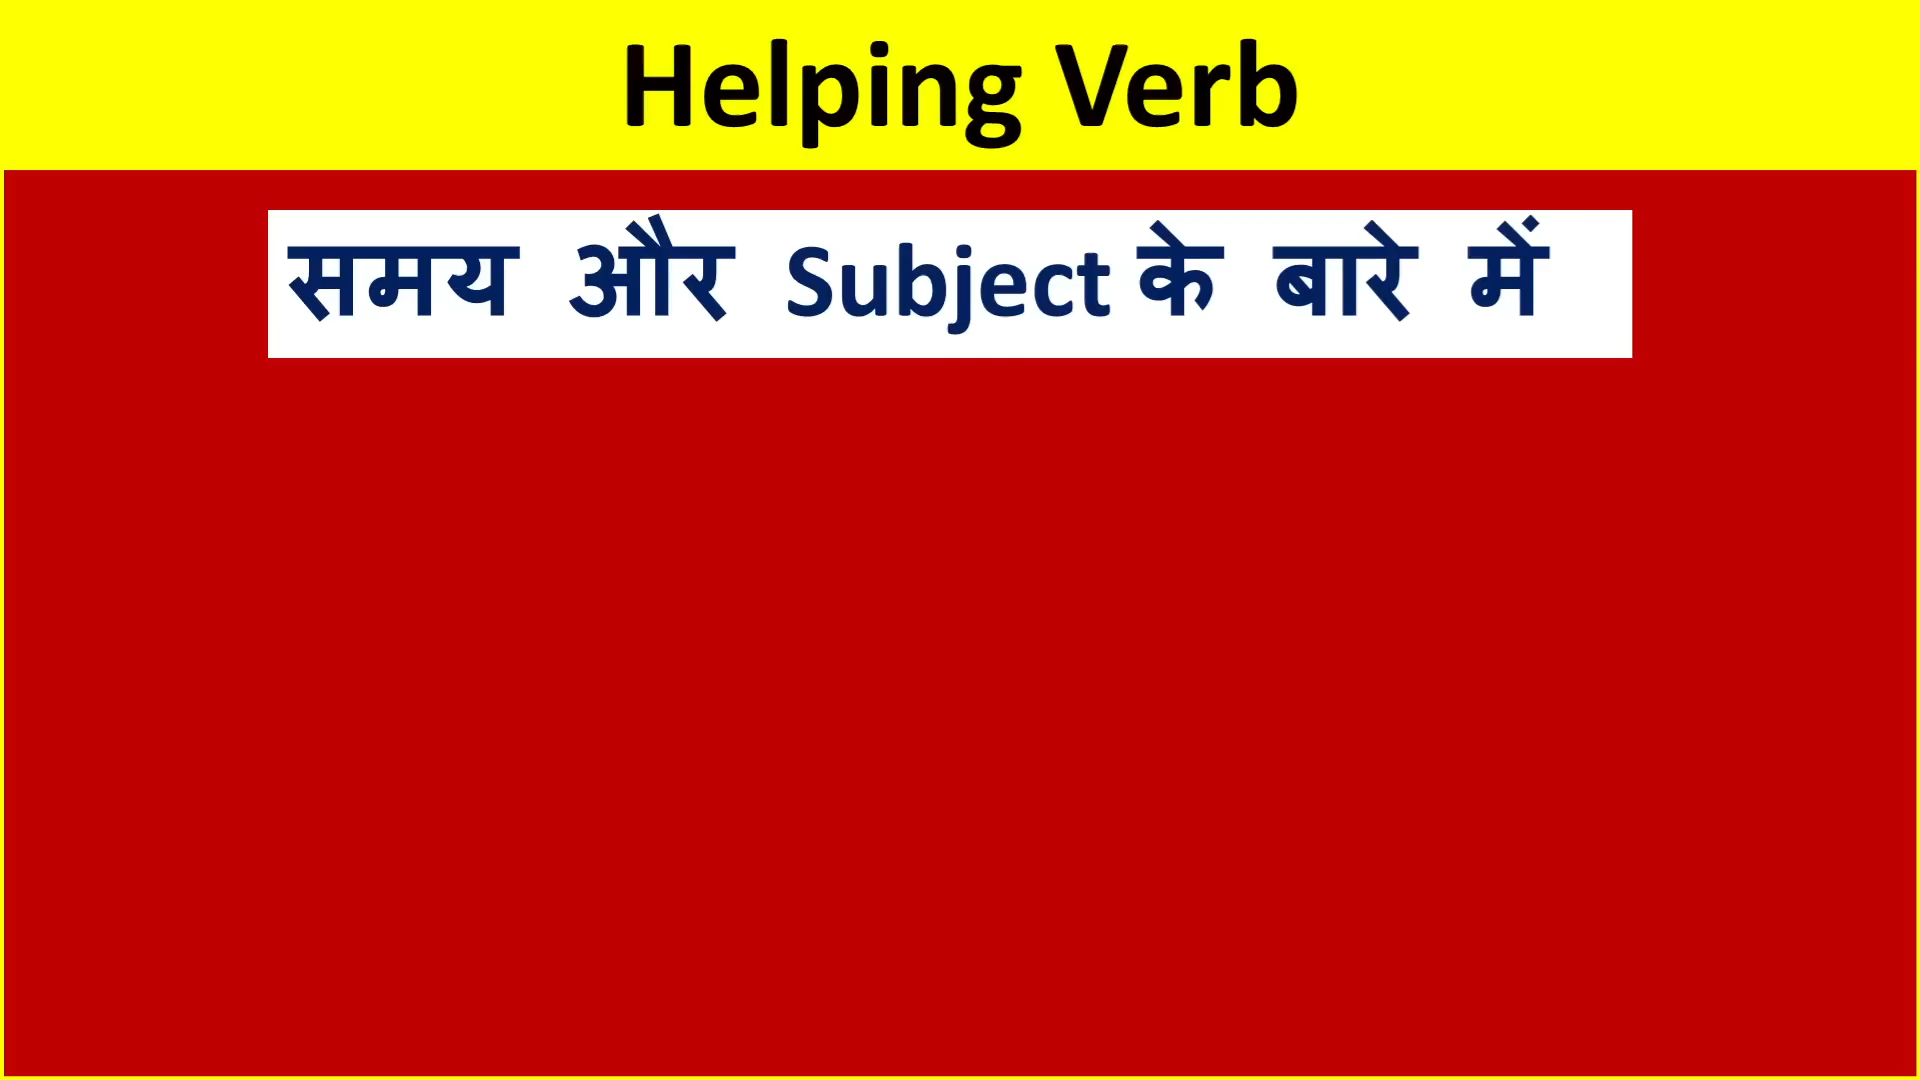 Helping Verb
समय और Subject के बारे में